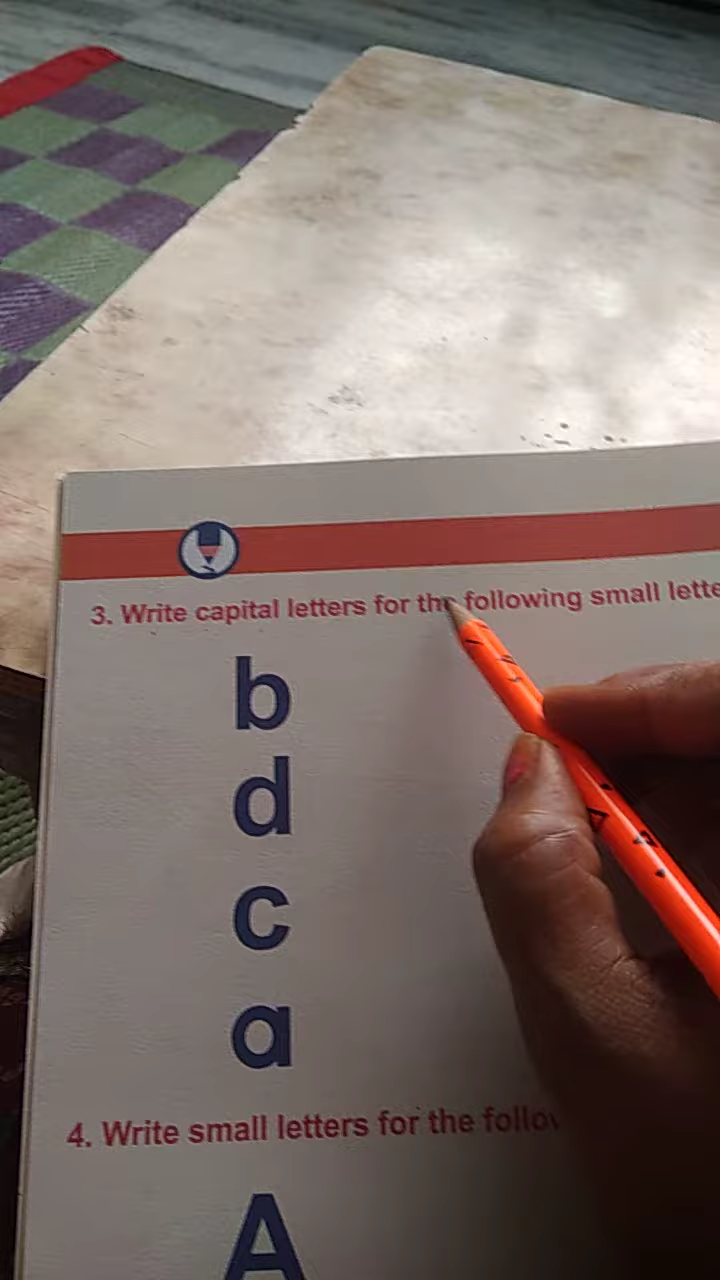 3. Write capital letters for the following small
b
d
c
a
4. Write small letters for the
A